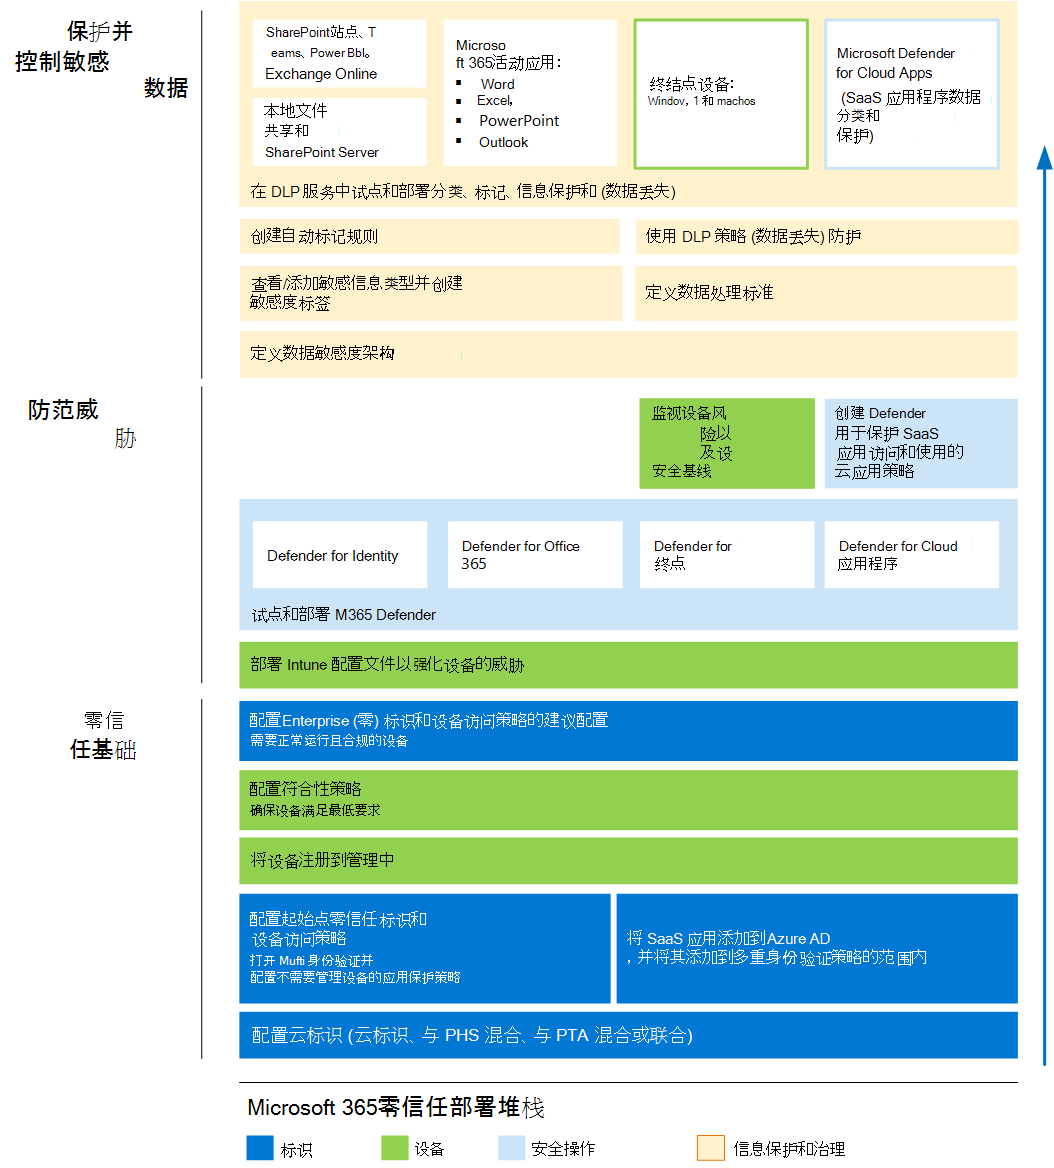 保护并
控制敏感
数据
SharePoint站点、T
eams、Power Bbl。
Exchange Online
本地文件
共享和
SharePoint Server
Microso
ft 365活动应用：
▪ Word
▪ Excel，
▪ PowerPoint
▪ Outlook
终结点设备：
Windov，1 和 machos
Microsoft Defender
for Cloud Apps
(SaaS 应用程序数据
分类和
保护)
在 DLP 服务中试点和部署分类、标记、信息保护和 (数据丢失)
创建自动标记规则
使用 DLP 策略 (数据丢失) 防护
查看/添加敏感信息类型并创建
敏感度标签
定义数据处理标准
定义数据敏感度架构
防范威
胁
监视设备风
险以
及设
安全基线
创建 Defender
用于保护 SaaS
应用访问和使用的
云应用策略
Defender for Identity
Defender for Office
365
Defender for
终点
Defender for Cloud
应用程序
试点和部署 M365 Defender
部署 Intune 配置文件以强化设备的威胁
零信
任基础
配置Enterprise (零) 标识和设备访问策略的建议配置
需要正常运行且合规的设备
配置符合性策略
确保设备满足最低要求
将设备注册到管理中
配置起始点零信任标识和
设备访问策略
打开 Mufti 身份验证并
配置不需要管理设备的应用保护策略
将 SaaS 应用添加到Azure AD
，并将其添加到多重身份验证策略的范围内
配置云标识 (云标识、与 PHS 混合、与 PTA 混合或联合)
Microsoft 365零信任部署堆栈
标识
设备
安全操作
信息保护和治理